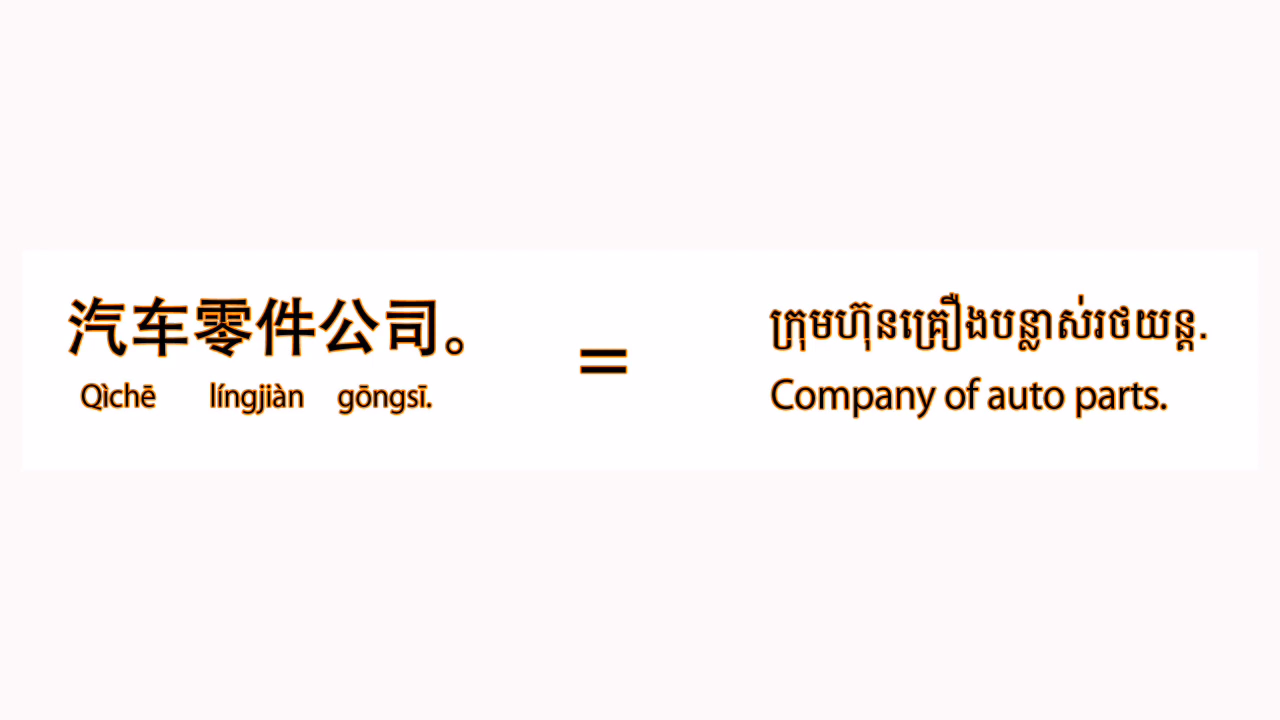 汽车零件公司。
Qìchē língjiàn gōngsī.
=
ក្រុមហ៊ុនគ្រឿងបន្លាស់រថយន្ត.
Company of auto parts.